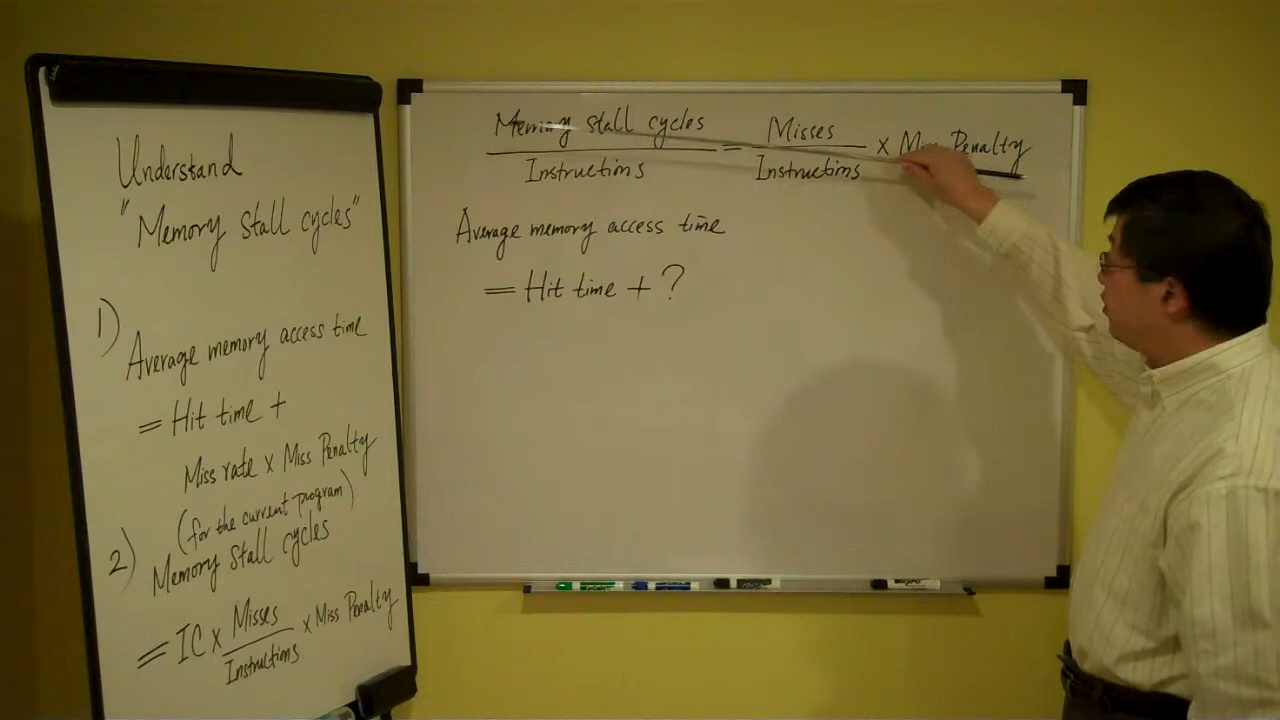 Understand
"Memory stall cycles"
1)
Average memory access time
= Hit time +
Miss rate x Miss Penalty
(for the current program)
2)
Memory Stall cycles
= IC x Misses / Instructions x Miss Penalty
Memory stall cycles / Instructions = Misses / Instructions x Miss Penalty
Average memory access time
= Hit time + ?